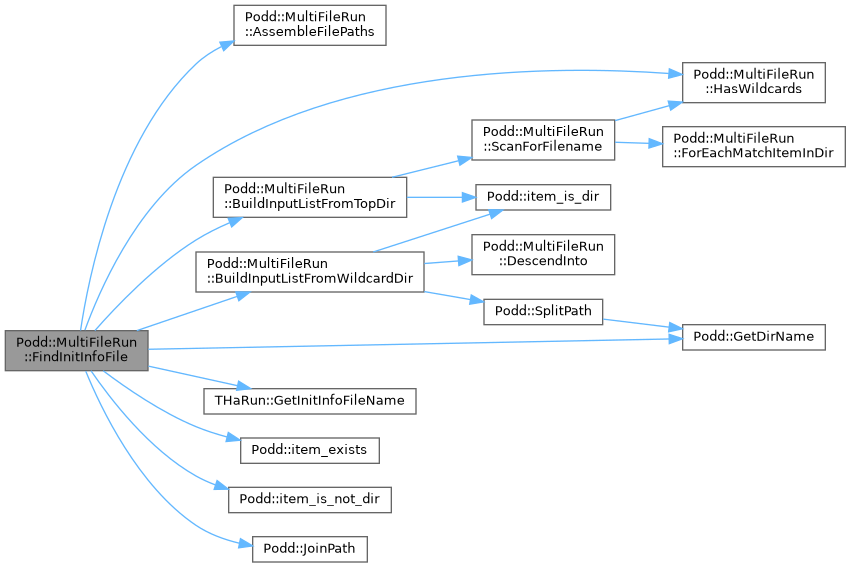 Podd::MultiFileRun
::AssembleFilePaths
Podd::MultiFileRun
::HasWildcards
Podd::MultiFileRun
::ScanForFilename
Podd::MultiFileRun
::ForEachMatchItemInDir
Podd::MultiFileRun
::BuildInputListFromTopDir
Podd::item_is_dir
Podd::MultiFileRun
::DescendInto
Podd::MultiFileRun
::BuildInputListFromWildcardDir
Podd::SplitPath
Podd::MultiFileRun
::FindInitInfoFile
Podd::GetDirName
THaRun::GetInitInfoFileName
Podd::item_exists
Podd::item_is_not_dir
Podd::JoinPath